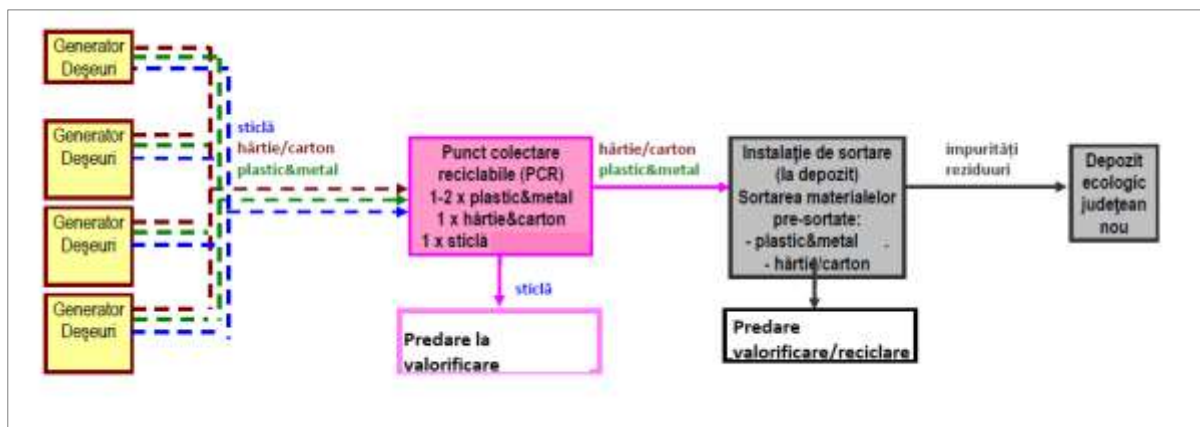 Generator
Deşeuri
Generator
Deşeuri
Generator
Deşeuri
Generator
Deşeuri
sticlă
hârtie/carton
plastic&metal
Punct colectare
reciclabile (PCR)
1-2 x plastic&metal
1 x hârtie&carton
1 x sticlă
sticlă
Predare la
valorificare
hârtie/carton
plastic&metal
Instalaţie de sortare
(la depozit)
Sortarea materialelor
pre-sortate:
- plastic&metal .
- hârtie/carton
Predare
valorificare/reciclare
impurităţi
reziduuri
Depozit
ecologic
judeţean
nou